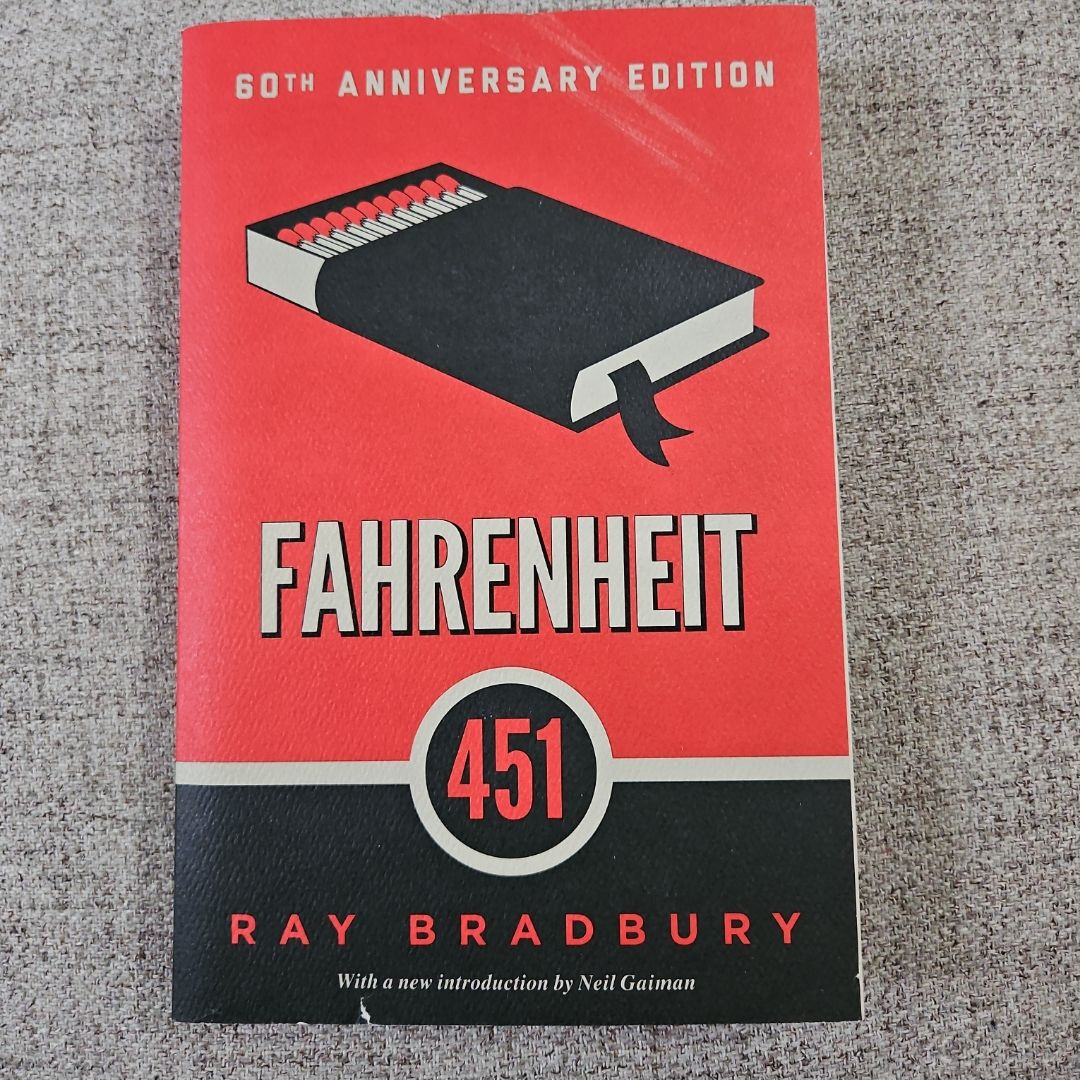 60TH ANNIVERSARY EDITION
FAHRENHEIT
451
RAY BRADBURY
With a new introduction by Neil Gaiman